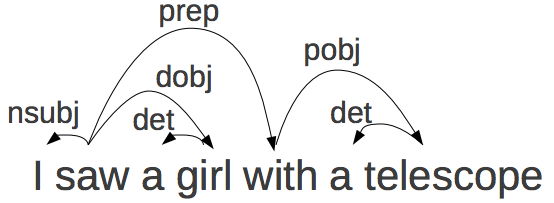 prep
dobj
pobj
nsubj
det
det
I saw a girl with a telescope